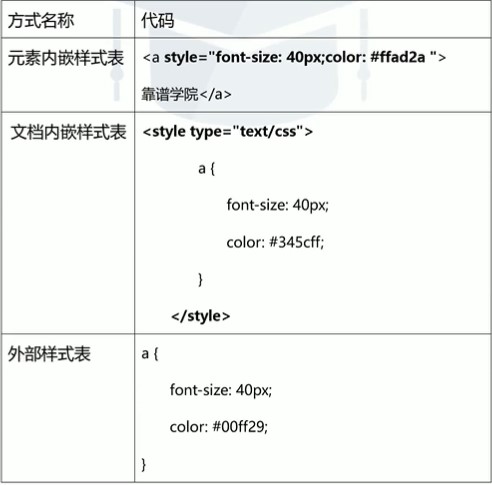 方式名称 代码
元素内嵌样式表 <a style="font-size: 40px;color: #ffad2a ">
靠谱学院</a>
文档内嵌样式表 <style type="text/css">
a {
font-size: 40px;
color: #345cff;
}
</style>
外部样式表 a {
font-size: 40px;
color: #00ff29;
}